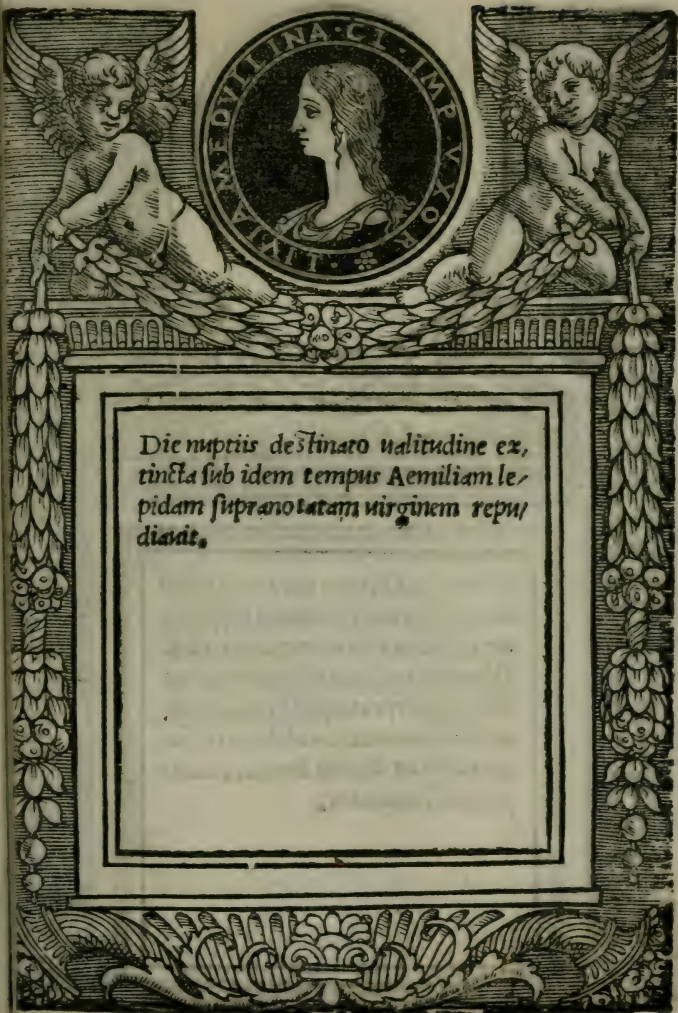 LIVIA MEDVLLINA · CL · IMP VXOR ·
Die nuptiis destinato ualitudine ex,
tincta sub idem tempus Aemiliam le/
pidam supranotatam uirginem repu/
diauit.